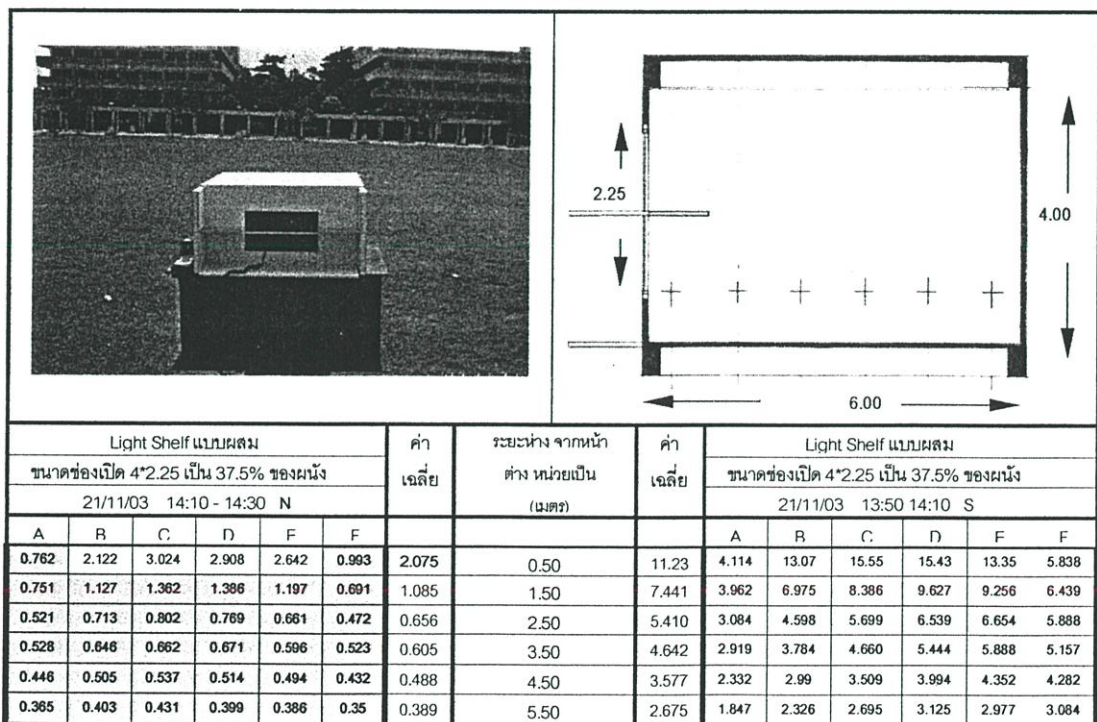 2.25
4.00
6.00
Light Shelf แบบผสม ค่า ระยะห่าง จากหน้า ค่า Light Shelf แบบผสม
ขนาดช่องเปิด 4*2.25 เป็น 37.5% ของผนัง เฉลี่ย ต่าง หน่วยเป็น เฉลี่ย ขนาดช่องเปิด 4*2.25 เป็น 37.5% ของผนัง
21/11/03 14:10 - 14:30 N (เมตร) 21/11/03 13:50 14:10 S
A B C D E F A B C D E F
0.762 2.122 3.024 2.908 2.642 0.993 2.075 0.50 11.23 4.114 13.07 15.55 15.43 13.35 5.838
0.751 1.127 1.362 1.386 1.197 0.691 1.085 1.50 7.441 3.962 6.975 8.386 9.627 9.256 6.439
0.521 0.713 0.802 0.769 0.661 0.472 0.656 2.50 5.410 3.084 4.598 5.699 6.539 6.654 5.888
0.528 0.646 0.662 0.671 0.596 0.523 0.605 3.50 4.642 2.919 3.784 4.660 5.444 5.888 5.157
0.446 0.505 0.537 0.514 0.494 0.432 0.488 4.50 3.577 2.332 2.99 3.509 3.994 4.352 4.282
0.365 0.403 0.431 0.399 0.386 0.35 0.389 5.50 2.675 1.847 2.326 2.695 3.125 2.977 3.084